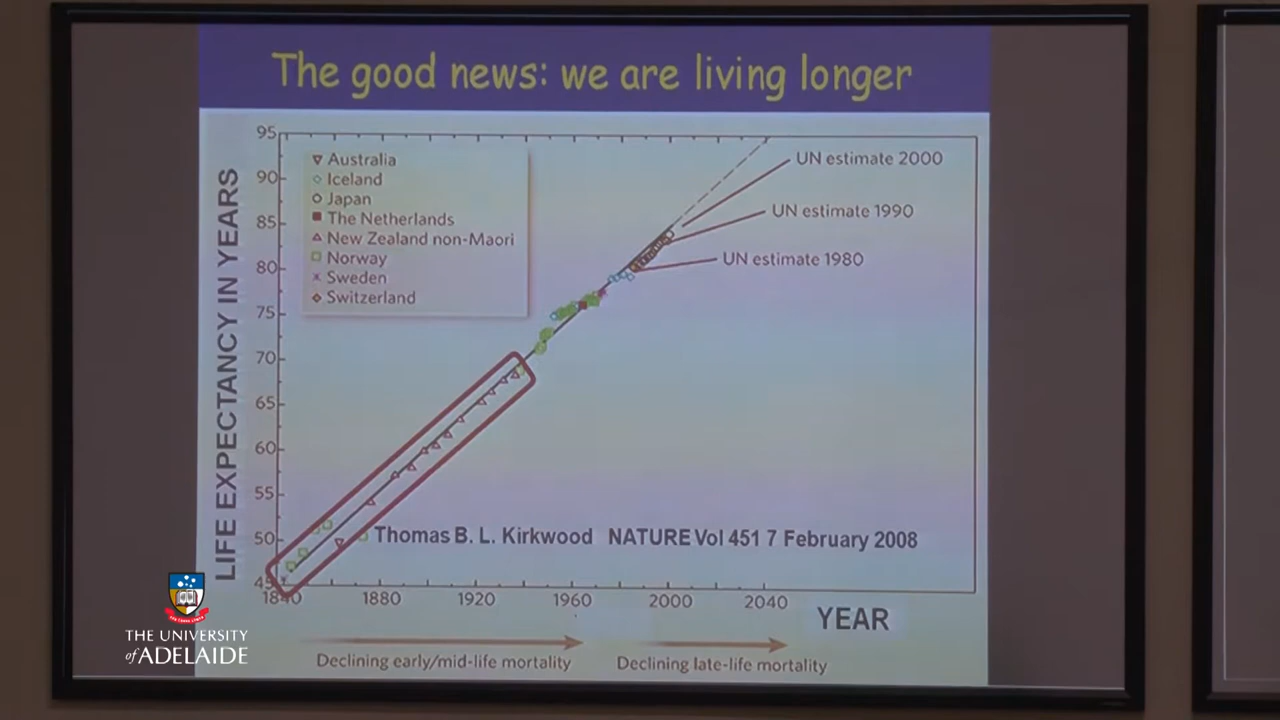 The good news: we are living longer
LIFE EXPECTANCY IN YEARS
95
90
85
80
75
70
65
60
55
50
45
Australia
Iceland
Japan
The Netherlands
New Zealand non-Maori
Norway
Sweden
Switzerland
UN estimate 2000
UN estimate 1990
UN estimate 1980
Thomas B. L. Kirkwood NATURE Vol 451 7 February 2008
1840 1880 1920 1960 2000 2040
YEAR
Declining early/mid-life mortality
Declining late-life mortality
THE UNIVERSITY
of ADELAIDE